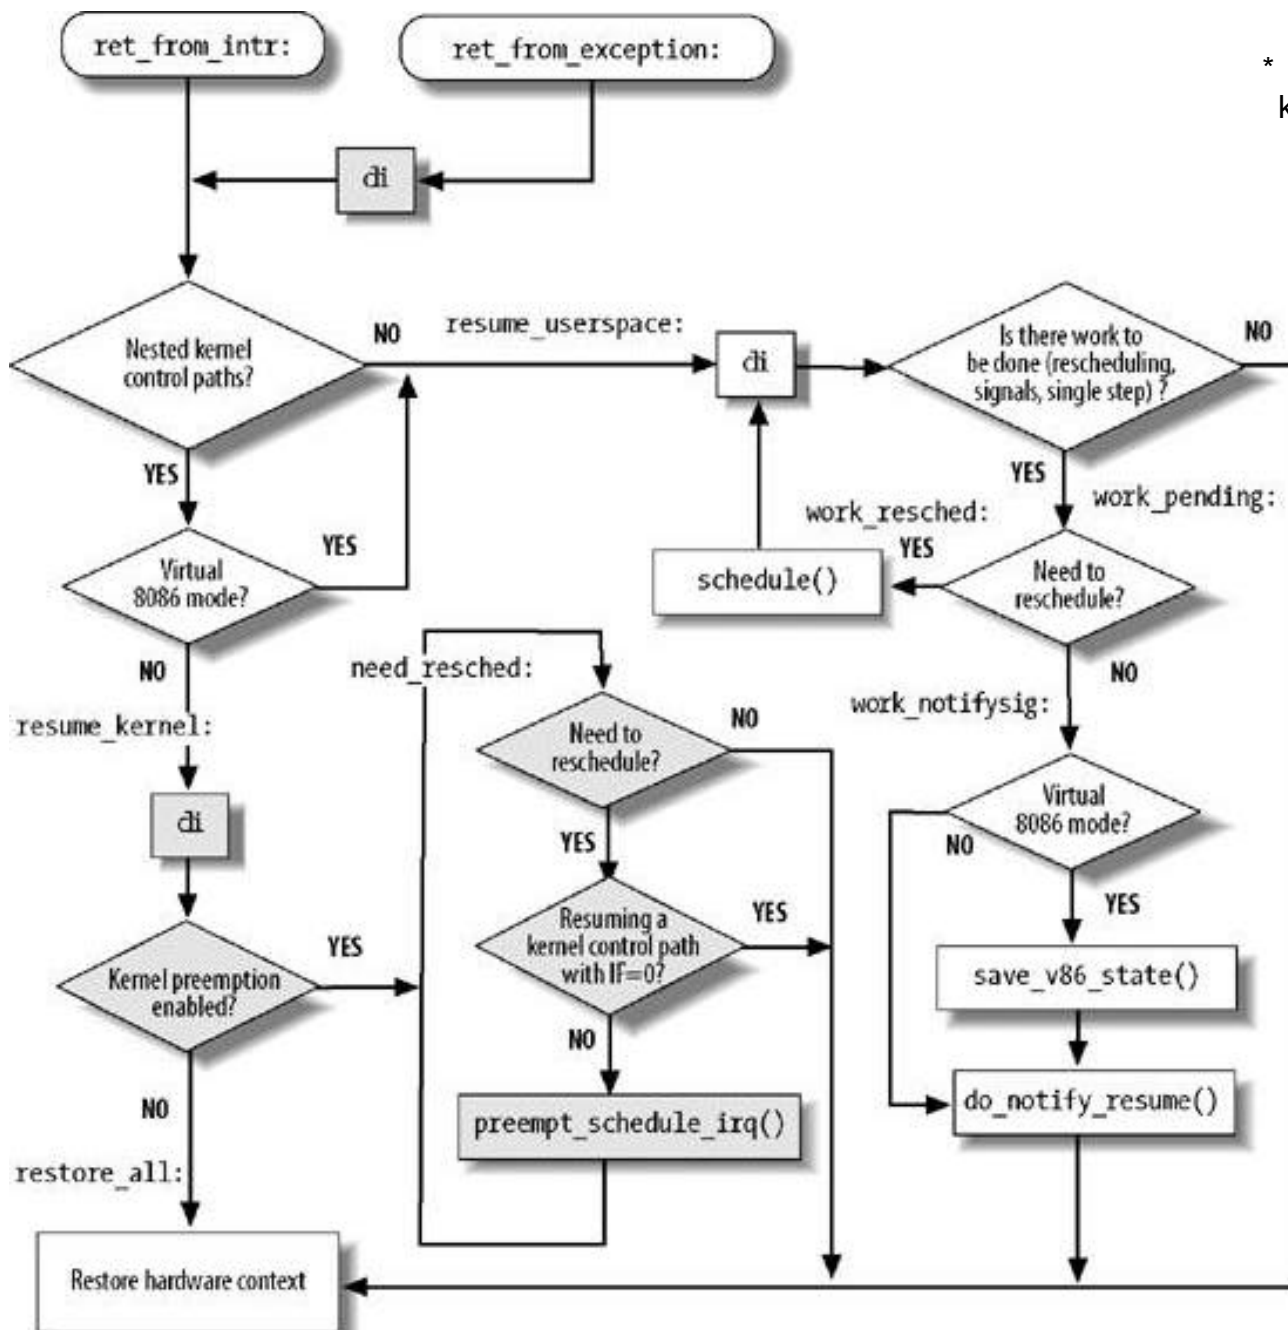 ret_from_intr:
ret_from_exception:
*
k
di
Nested kernel
control paths?
NO
resume_userspace:
di
Is there work to
be done (rescheduling,
signals, single step) ?
NO
YES
YES
work_pending:
work_resched:
YES
Virtual
8086 mode?
YES
schedule()
Need to
reschedule?
NO
need_resched:
NO
work_notifysig:
resume_kernel:
Need to
reschedule?
NO
di
YES
Virtual
8086 mode?
NO
YES
Kernel preemption
enabled?
YES
Resuming a
kernel control path
with IF=0?
YES
save_v86_state()
NO
NO
preempt_schedule_irq()
do_notify_resume()
restore_all:
Restore hardware context